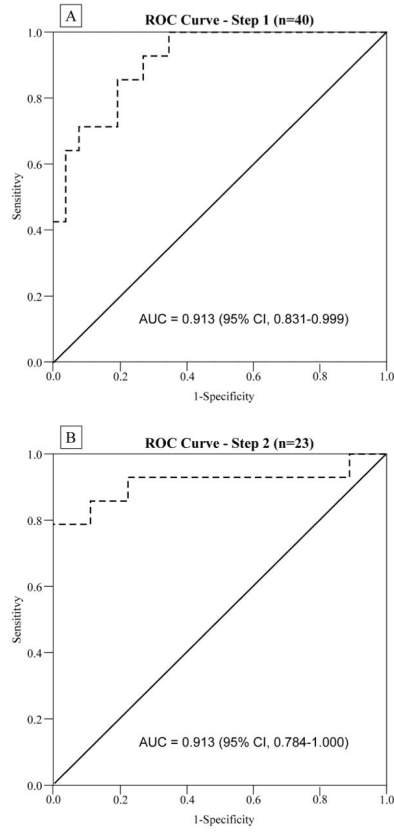 A
ROC Curve - Step 1 (n=40)
1.0
0.8
0.6
0.4
0.2
0.0
Sensititvy
AUC = 0.913 (95% CI, 0.831-0.999)
0.0 0.2 0.4 0.6 0.8 1.0
1-Specificity
B
ROC Curve - Step 2 (n=23)
1.0
0.8
0.6
0.4
0.2
0.0
Sensititvy
AUC = 0.913 (95% CI, 0.784-1.000)
0.0 0.2 0.4 0.6 0.8 1.0
1-Specificity